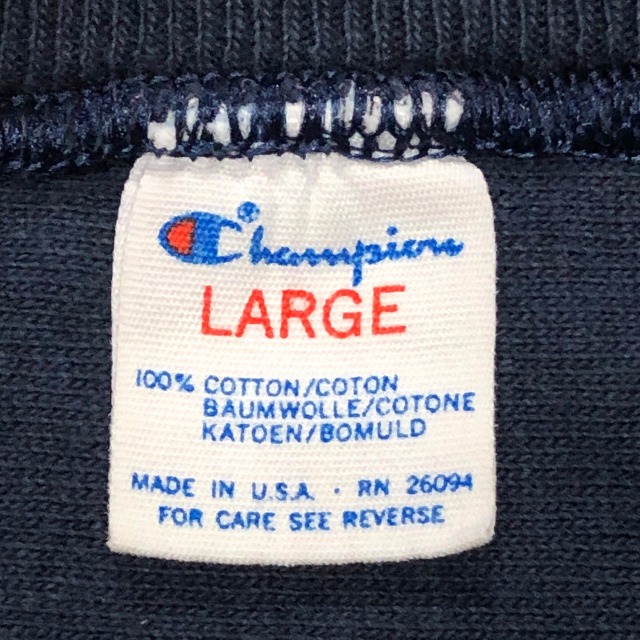 Champion®
LARGE
100% COTTON/COTON
BAUMWOLLE/COTONE
KATOEN/BOMULD
MADE IN U.S.A. · RN 26094
FOR CARE SEE REVERSE